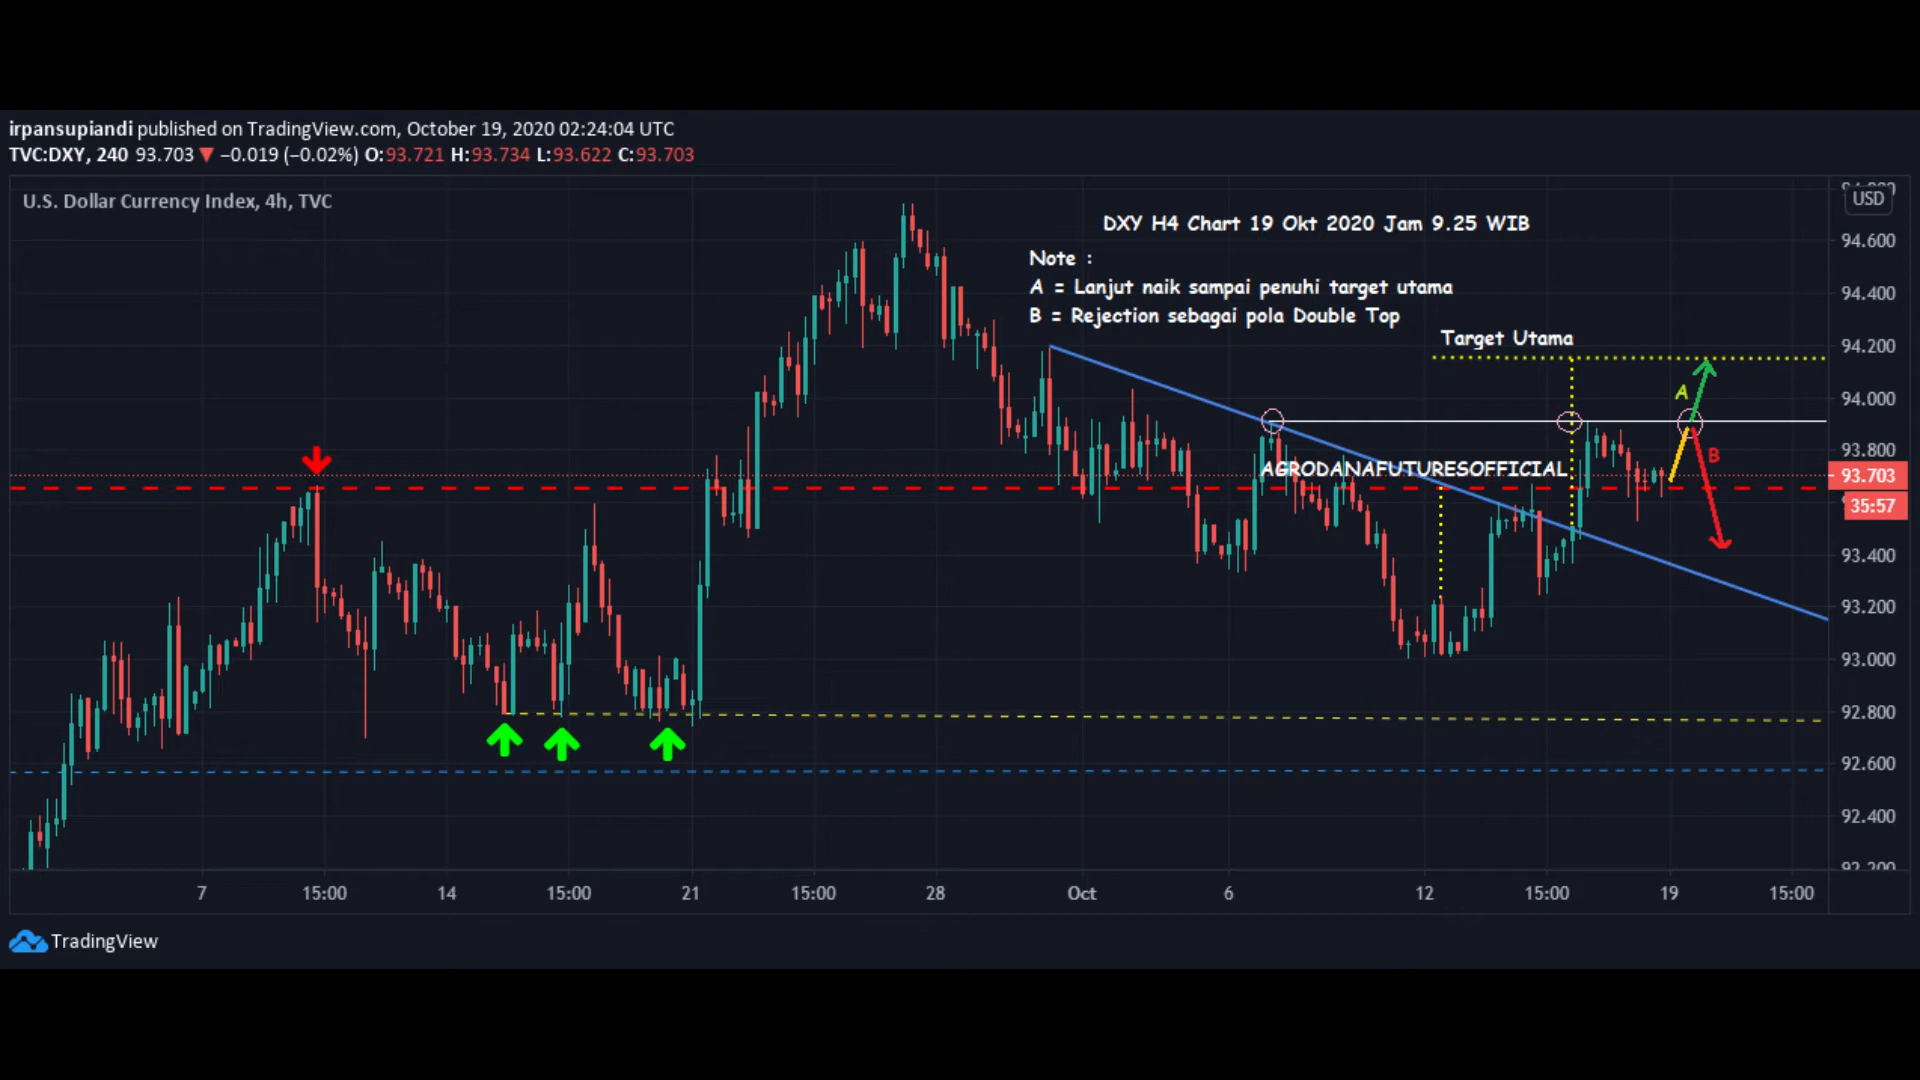 irpansupiandi published on TradingView.com, October 19, 2020 02:24:04 UTC
TVC:DXY, 240 93.703 ▼ −0.019 (−0.02%) O:93.721 H:93.734 L:93.622 C:93.703
U.S. Dollar Currency Index, 4h, TVC
USD
DXY H4 Chart 19 Okt 2020 Jam 9.25 WIB
Note :
A = Lanjut naik sampai penuhi target utama
B = Rejection sebagai pola Double Top
Target Utama
A
B
AGRODANAFUTURESOFFICIAL
94.600
94.400
94.200
94.000
93.800
93.703
35:57
93.400
93.200
93.000
92.800
92.600
92.400
92.200
7 15:00 14 15:00 21 15:00 28 Oct 6 12 15:00 19 15:00
TradingView